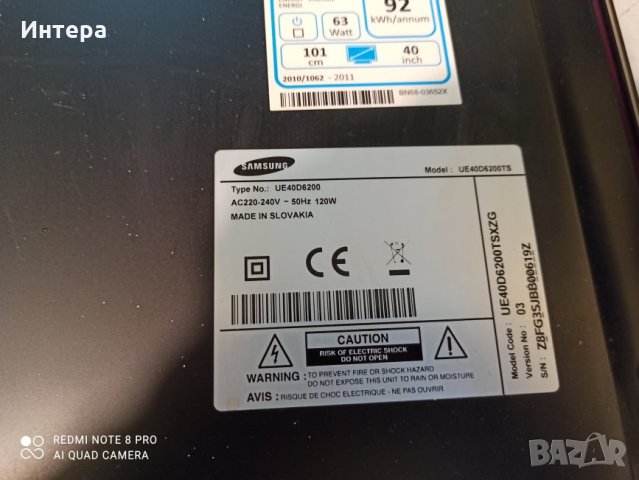 Интера
ENERGI
92
kWh/annum
63
Watt
101
cm
40
inch
2010/1062 - 2011
BN68-03652X
SAMSUNG
Model : UE40D6200TS
Type No.: UE40D6200
AC220-240V ~ 50Hz 120W
MADE IN SLOVAKIA
CE
CAUTION
RISK OF ELECTRIC SHOCK
DO NOT OPEN
WARNING : TO PREVENT FIRE OR SHOCK HAZARD
DO NOT EXPOSE THIS UNIT TO RAIN OR MOISTURE
AVIS : RISQUE DE CHOC ELECTRIQUE - NE PAS OUVRIR
Model Code : UE40D6200TSXZG
Version No : 03
S/N : Z8FG3SJBB00619Z
REDMI NOTE 8 PRO
AI QUAD CAMERA
BAZAR